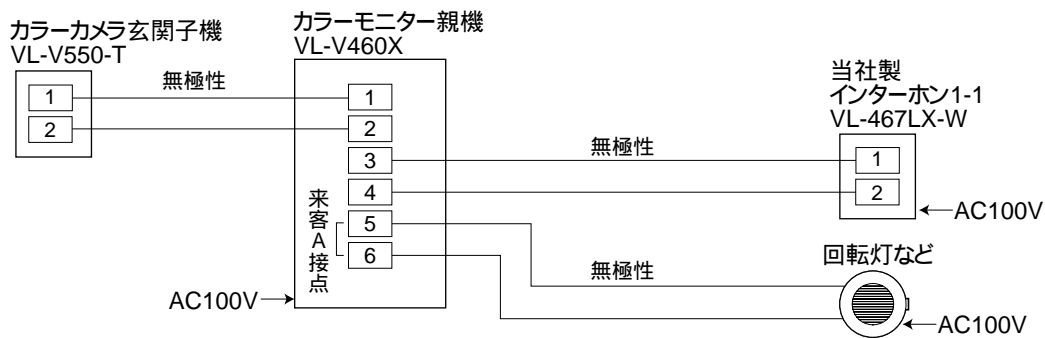 カラーカメラ玄関子機
VL-V550-T
1
2
無極性
カラーモニター親機
VL-V460X
1
2
3
4
5
6
来客A接点
AC100V
無極性
当社製
インターホン1-1
VL-467LX-W
1
2
AC100V
無極性
回転灯など
AC100V